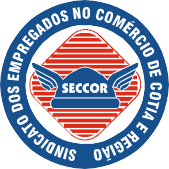 SINDICATO DOS EMPREGADOS NO COMÉRCIO DE COTIA E REGIÃO
SECCOR